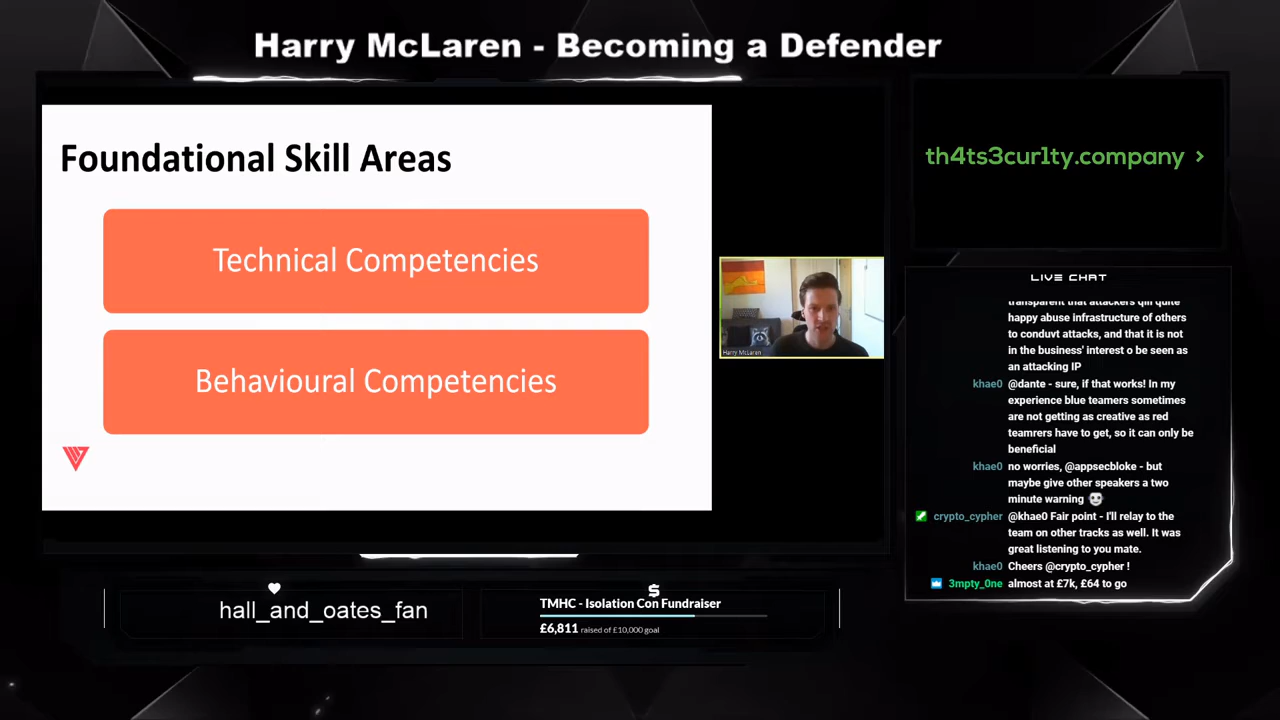 Harry McLaren - Becoming a Defender
Foundational Skill Areas
Technical Competencies
Behavioural Competencies
Harry McLaren
th4ts3cur1ty.company >
LIVE CHAT
transparent that attackers qill quite
happy abuse infrastructure of others
to conduvt attacks, and that it is not
in the business' interest o be seen as
an attacking IP
khae0 @dante - sure, if that works! In my
experience blue teamers sometimes
are not getting as creative as red
teamrers have to get, so it can only be
beneficial
khae0 no worries, @appsecbloke - but
maybe give other speakers a two
minute warning
crypto_cypher @khae0 Fair point - I'll relay to the
team on other tracks as well. It was
great listening to you mate.
khae0 Cheers @crypto_cypher !
3mpty_0ne almost at £7k, £64 to go
hall_and_oates_fan
TMHC - Isolation Con Fundraiser
£6,811 raised of £10,000 goal